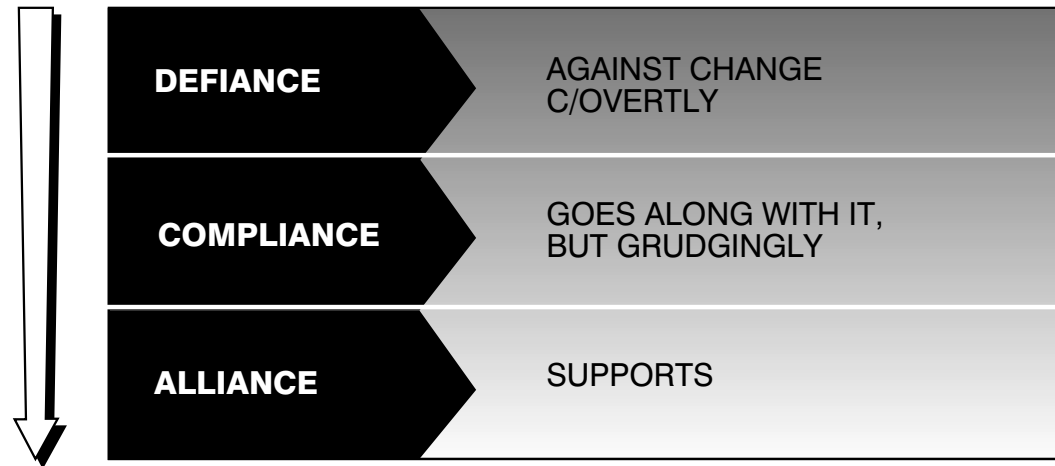 DEFIANCE
AGAINST CHANGE
C/OVERTLY
COMPLIANCE
GOES ALONG WITH IT,
BUT GRUDGINGLY
ALLIANCE
SUPPORTS